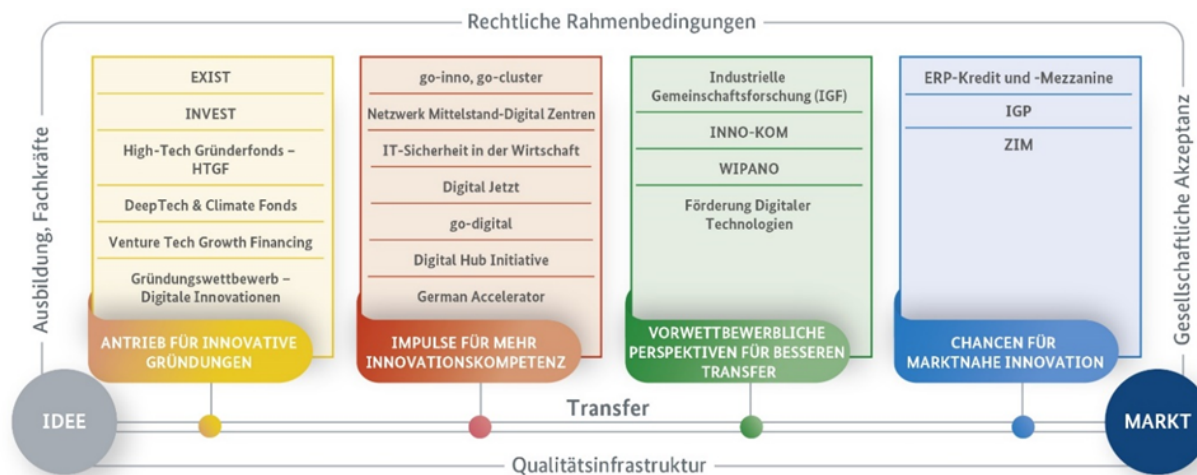 Rechtliche Rahmenbedingungen
Ausbildung, Fachkräfte
EXIST
INVEST
High-Tech Gründerfonds –
HTGF
DeepTech & Climate Fonds
Venture Tech Growth Financing
Gründungswettbewerb –
Digitale Innovationen
ANTRIEB FÜR INNOVATIVE
GRÜNDUNGEN
go-inno, go-cluster
Netzwerk Mittelstand-Digital Zentren
IT-Sicherheit in der Wirtschaft
Digital Jetzt
go-digital
Digital Hub Initiative
German Accelerator
IMPULSE FÜR MEHR
INNOVATIONSKOMPETENZ
Industrielle
Gemeinschaftsforschung (IGF)
INNO-KOM
WIPANO
Förderung Digitaler
Technologien
VORWETTBEWERBLICHE
PERSPEKTIVEN FÜR BESSEREN
TRANSFER
ERP-Kredit und -Mezzanine
IGP
ZIM
CHANCEN FÜR
MARKTNAHE INNOVATION
Gesellschaftliche Akzeptanz
IDEE
Transfer
MARKT
Qualitätsinfrastruktur